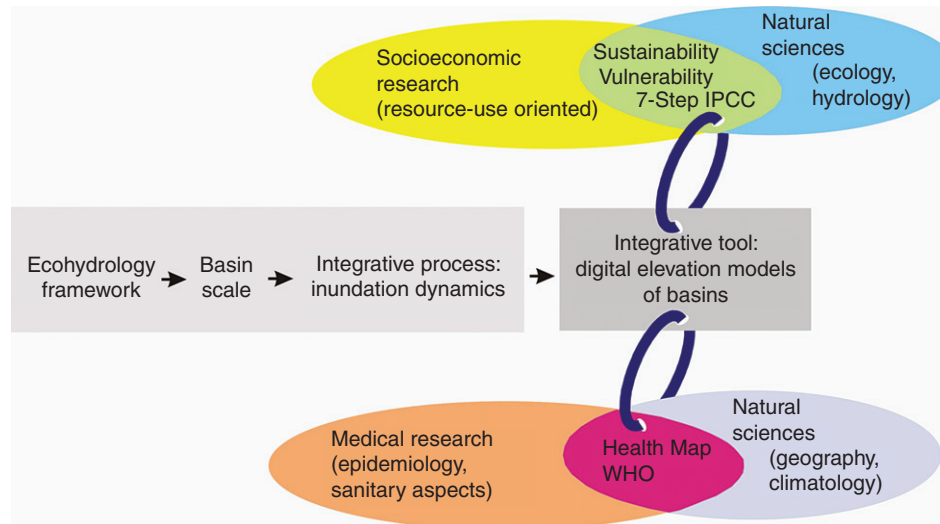 Socioeconomic
research
(resource-use oriented)
Sustainability
Vulnerability
7-Step IPCC
Natural
sciences
(ecology,
hydrology)
Ecohydrology
framework
Basin
scale
Integrative process:
inundation dynamics
Integrative tool:
digital elevation models
of basins
Medical research
(epidemiology,
sanitary aspects)
Health Map
WHO
Natural
sciences
(geography,
climatology)